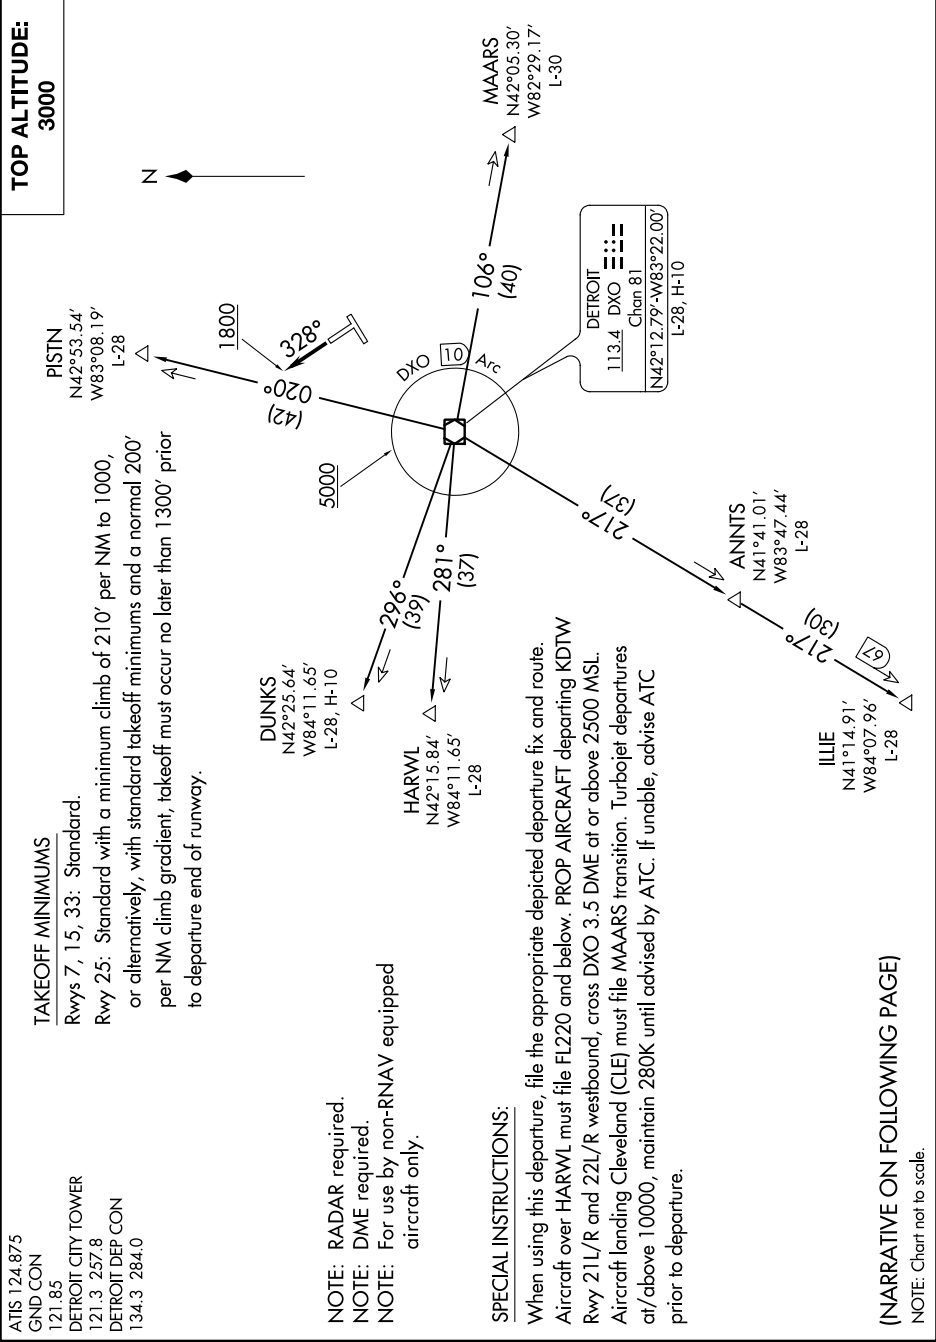 ATIS 124.875
GND CON
121.85
DETROIT CITY TOWER
121.3 257.8
DETROIT DEP CON
134.3 284.0
TOP ALTITUDE:
3000
TAKEOFF MINIMUMS
Rwys 7, 15, 33: Standard.
Rwy 25: Standard with a minimum climb of 210' per NM to 1000,
or alternatively, with standard takeoff minimums and a normal 200'
per NM climb gradient, takeoff must occur no later than 1300' prior
to departure end of runway.
PISTN
N42°53.54'
W83°08.19'
L-28
N
1800
328°
020°
(42)
MAARS
N42°05.30'
W82°29.17'
L-30
106°
(40)
DXO 10 Arc
5000
DETROIT
113.4 DXO
Chan 81
N42°12.79'-W83°22.00'
L-28, H-10
DUNKS
N42°25.64'
W84°11.65'
L-28, H-10
296°
(39)
281°
(37)
HARWL
N42°15.84'
W84°11.65'
L-28
217°
(37)
ANNTS
N41°41.01'
W83°47.44'
L-28
217°
(30)
67
ILLIE
N41°14.91'
W84°07.96'
L-28
NOTE: RADAR required.
NOTE: DME required.
NOTE: For use by non-RNAV equipped
aircraft only.
SPECIAL INSTRUCTIONS:
When using this departure, file the appropriate depicted departure fix and route.
Aircraft over HARWL must file FL220 and below. PROP AIRCRAFT departing KDTW
Rwy 21L/R and 22L/R westbound, cross DXO 3.5 DME at or above 2500 MSL.
Aircraft landing Cleveland (CLE) must file MAARS transition. Turbojet departures
at/above 10000, maintain 280K until advised by ATC. If unable, advise ATC
prior to departure.
(NARRATIVE ON FOLLOWING PAGE)
NOTE: Chart not to scale.